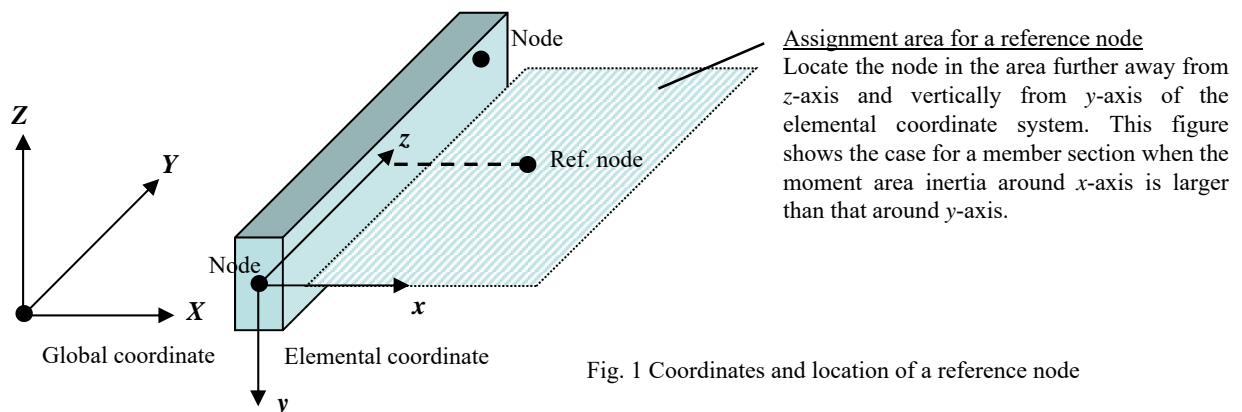 Node
Assignment area for a reference node
Locate the node in the area further away from
z-axis and vertically from y-axis of the
elemental coordinate system. This figure
shows the case for a member section when the
moment area inertia around x-axis is larger
than that around y-axis.
Z
Y
z
Ref. node
Node
X
x
Global coordinate
Elemental coordinate
Fig. 1 Coordinates and location of a reference node
y